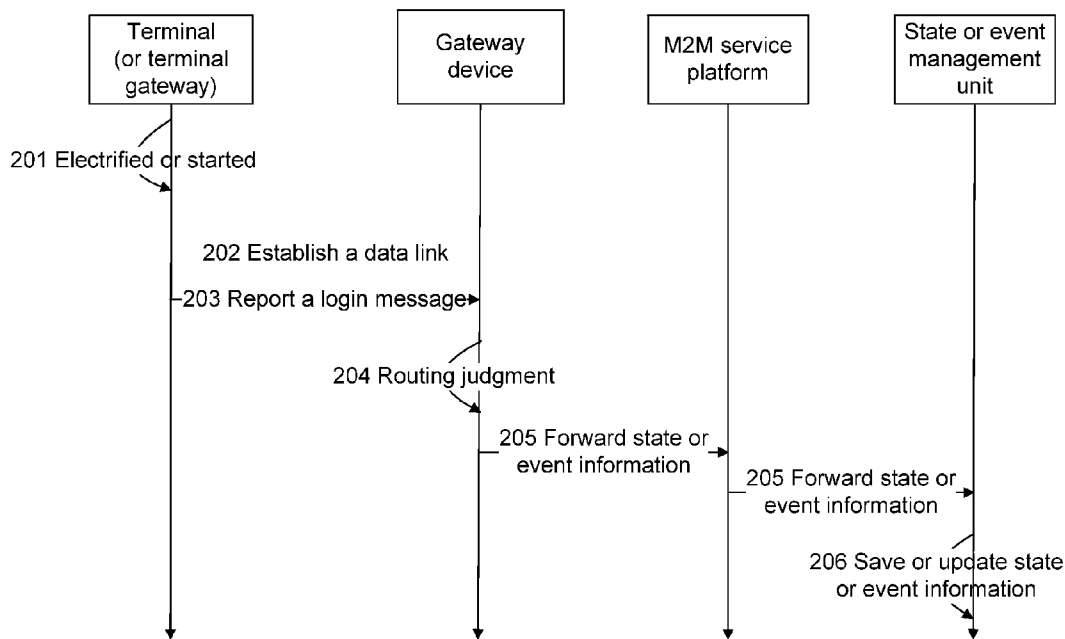 Terminal
(or terminal
gateway)
Gateway
device
M2M service
platform
State or event
management
unit
201 Electrified or started
202 Establish a data link
203 Report a login message
204 Routing judgment
205 Forward state or
event information
205 Forward state or
event information
206 Save or update state
or event information